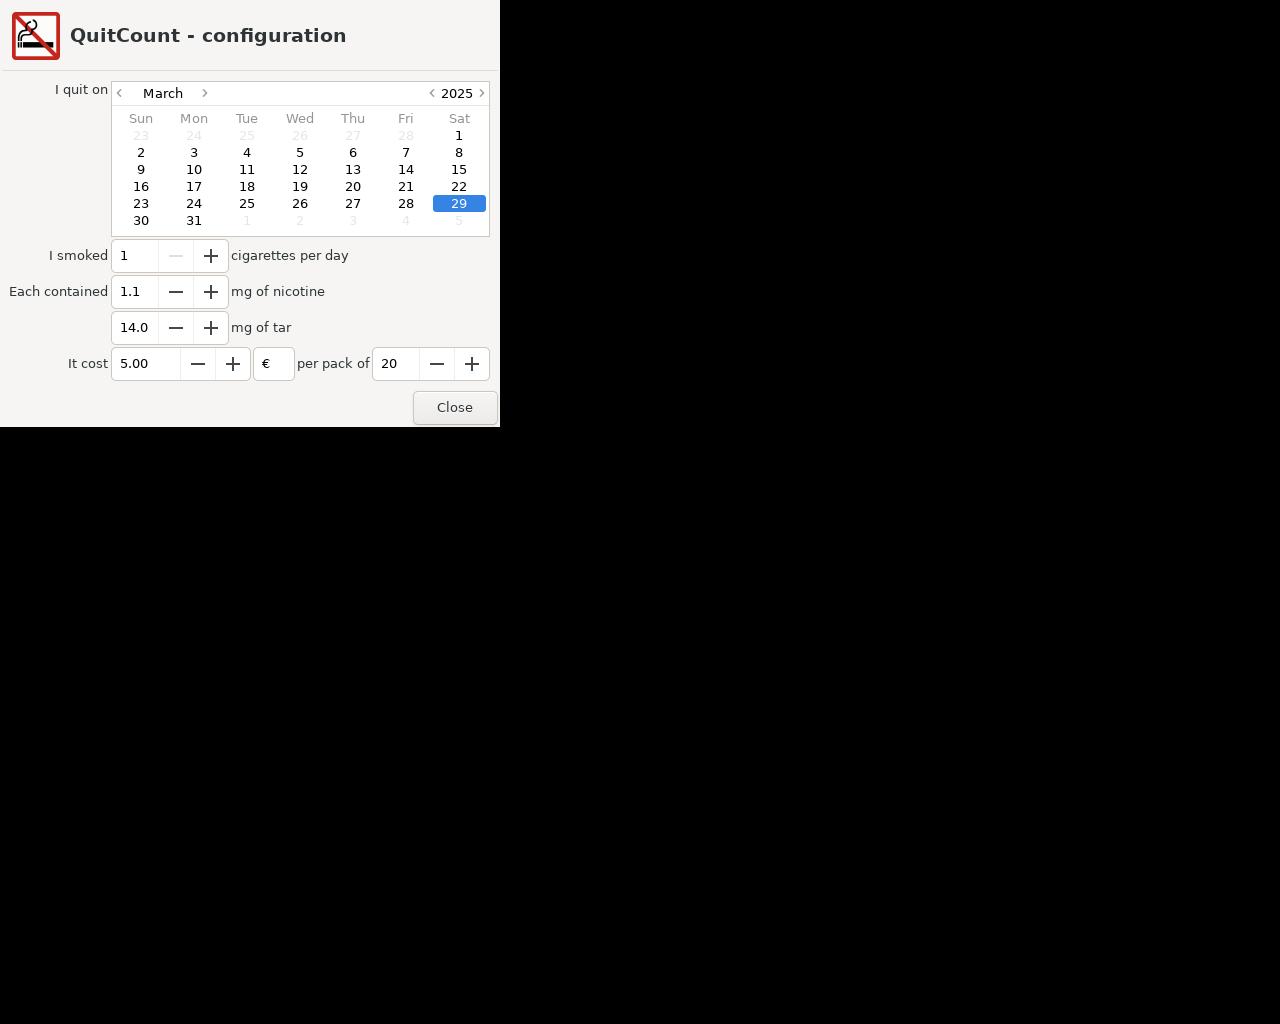 QuitCount - configuration
I quit on
March 2025
Sun Mon Tue Wed Thu Fri Sat
23 24 25 26 27 28 1
2 3 4 5 6 7 8
9 10 11 12 13 14 15
16 17 18 19 20 21 22
23 24 25 26 27 28 29
30 31 1 2 3 4 5
I smoked 1 cigarettes per day
Each contained 1.1 mg of nicotine
14.0 mg of tar
It cost 5.00 € per pack of 20
Close